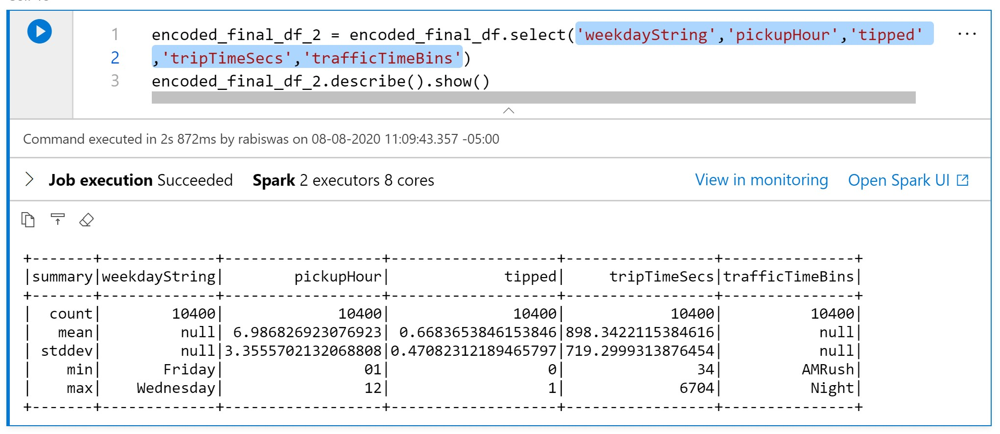 1 encoded_final_df_2 = encoded_final_df.select('weekdayString','pickupHour','tipped' ...
2 ,'tripTimeSecs','trafficTimeBins')
3 encoded_final_df_2.describe().show()
Command executed in 2s 872ms by rabiswas on 08-08-2020 11:09:43.357 -05:00
Job execution Succeeded Spark 2 executors 8 cores View in monitoring Open Spark UI
+-------+-------------+------------------+-------------------+-----------------+---------------+
|summary|weekdayString|        pickupHour|             tipped|     tripTimeSecs|trafficTimeBins|
+-------+-------------+------------------+-------------------+-----------------+---------------+
|  count|        10400|             10400|              10400|            10400|          10400|
|   mean|         null| 6.986826923076923| 0.6683653846153846|898.3422115384616|           null|
| stddev|         null|3.3555702132068808|0.47082312189465797|719.2999313876454|           null|
|    min|       Friday|                01|                  0|               34|         AMRush|
|    max|    Wednesday|                12|                  1|             6704|          Night|
+-------+-------------+------------------+-------------------+-----------------+---------------+